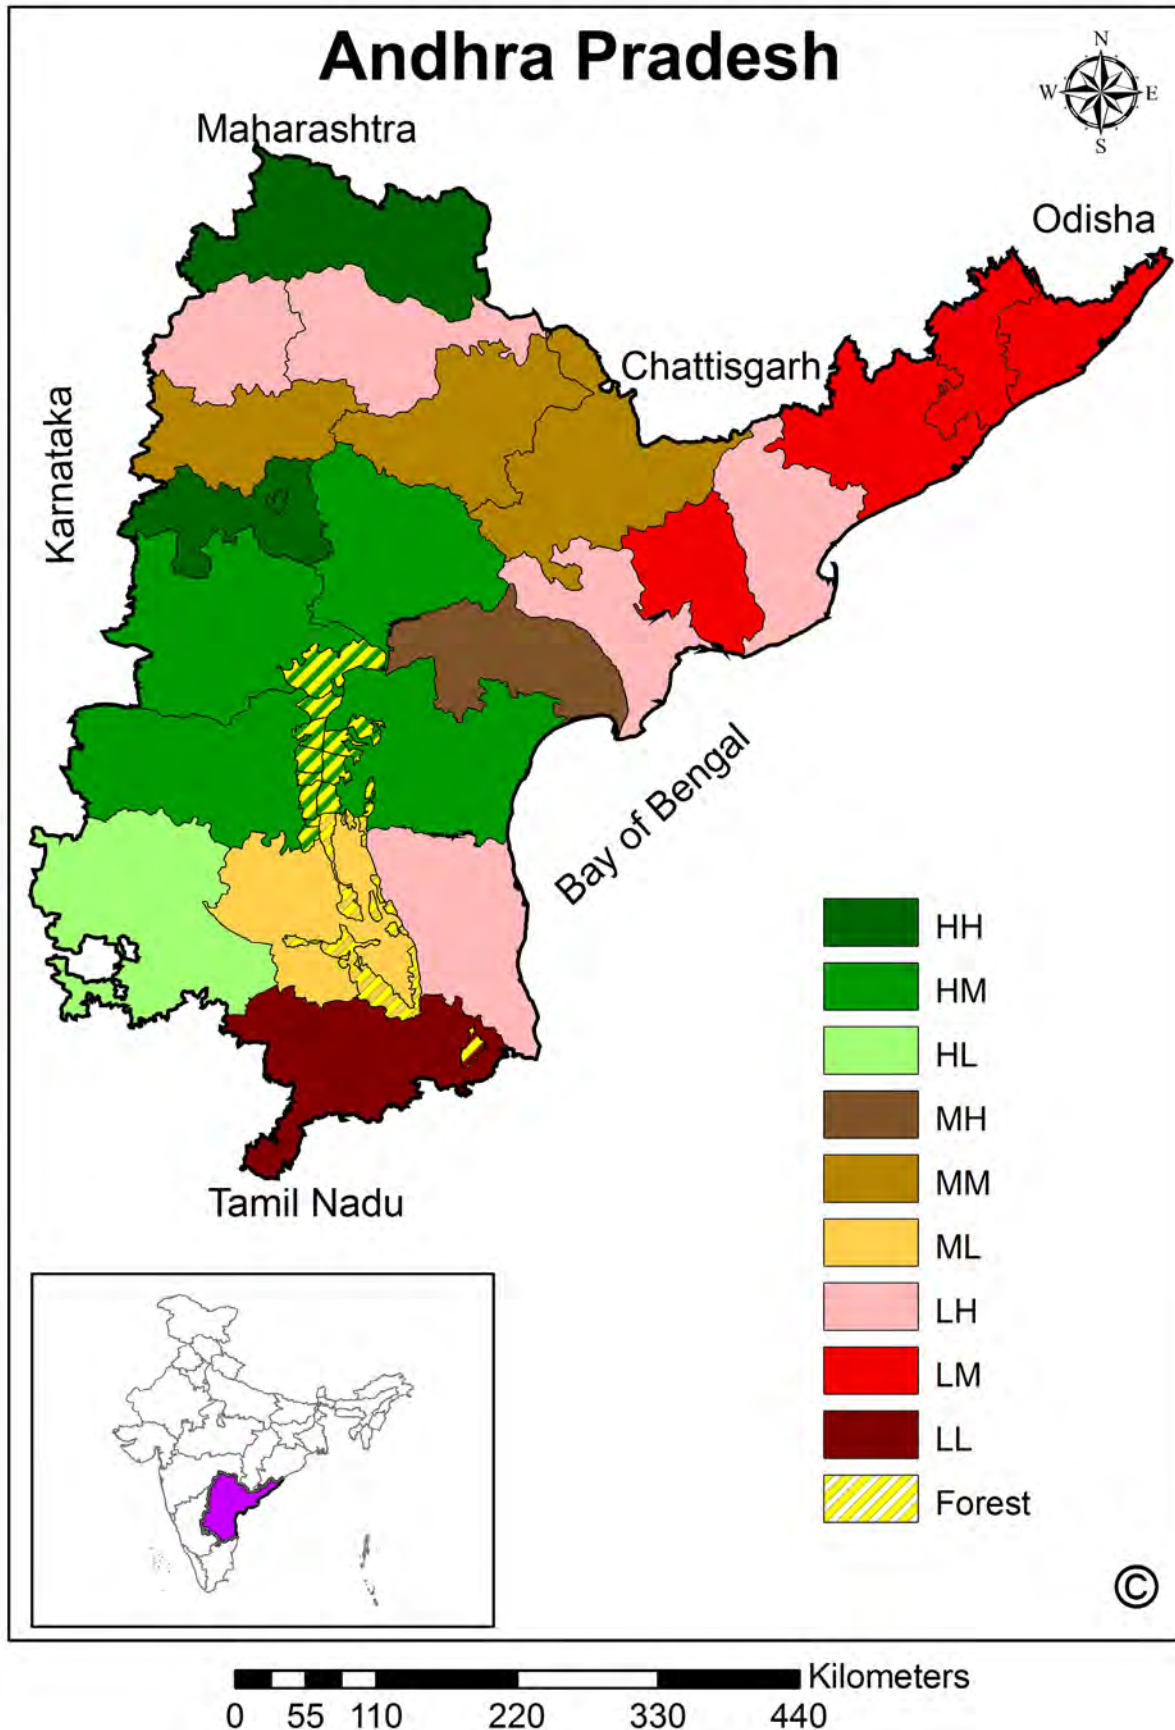 Andhra Pradesh
N
W E
S
Maharashtra
Odisha
Chattisgarh
Karnataka
Bay of Bengal
Tamil Nadu
HH
HM
HL
MH
MM
ML
LH
LM
LL
Forest
©
Kilometers
0 55 110 220 330 440